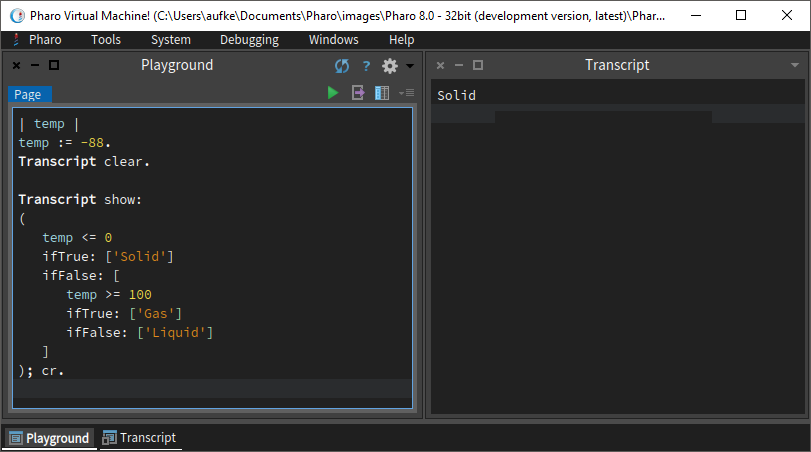 Pharo Virtual Machine! (C:\Users\aufke\Documents\Pharo\images\Pharo 8.0 - 32bit (development version, latest)\Phar...
Pharo Tools System Debugging Windows Help
Playground
?
Page
| temp |
temp := -88.
Transcript clear.
Transcript show:
(
temp <= 0
ifTrue: ['Solid']
ifFalse: [
temp >= 100
ifTrue: ['Gas']
ifFalse: ['Liquid']
]
); cr.
Transcript
Solid
Playground Transcript